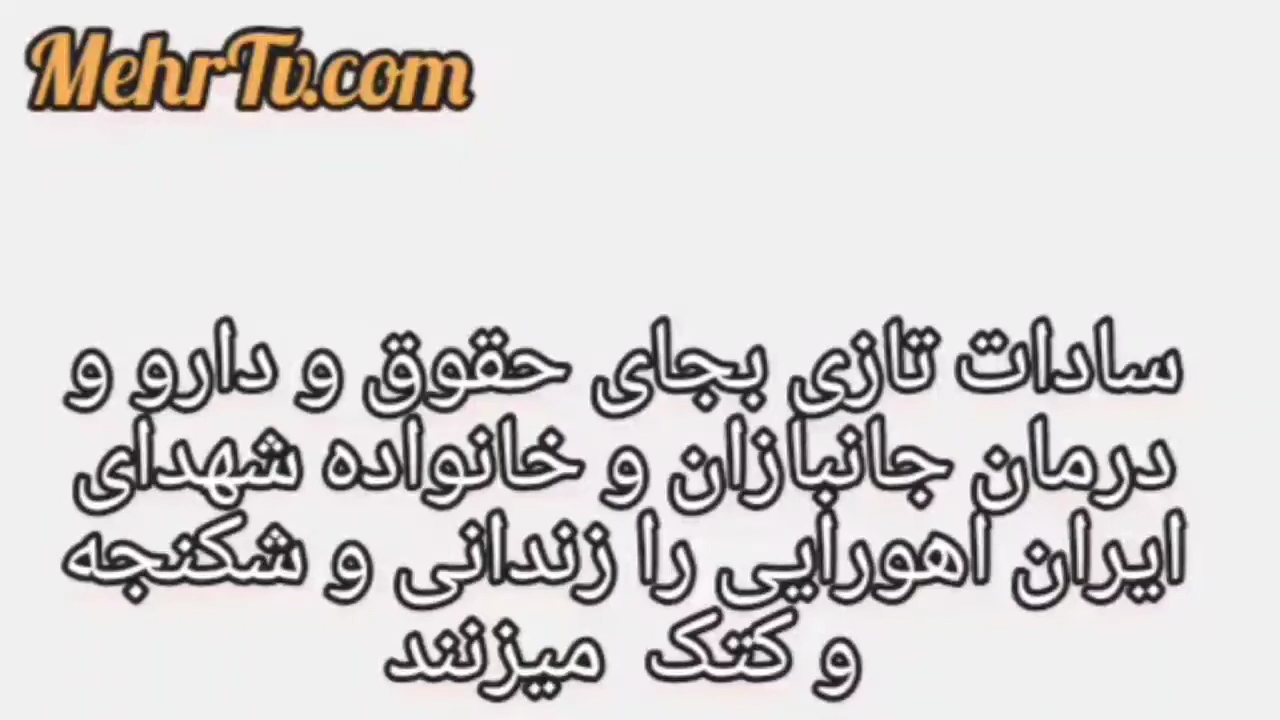 MehrTv.com
سادات تازی بجای حقوق و دارو و
درمان جانبازان و خانواده شهدای
ایران اهورایی را زندانی و شکنجه
و کتک میزنند